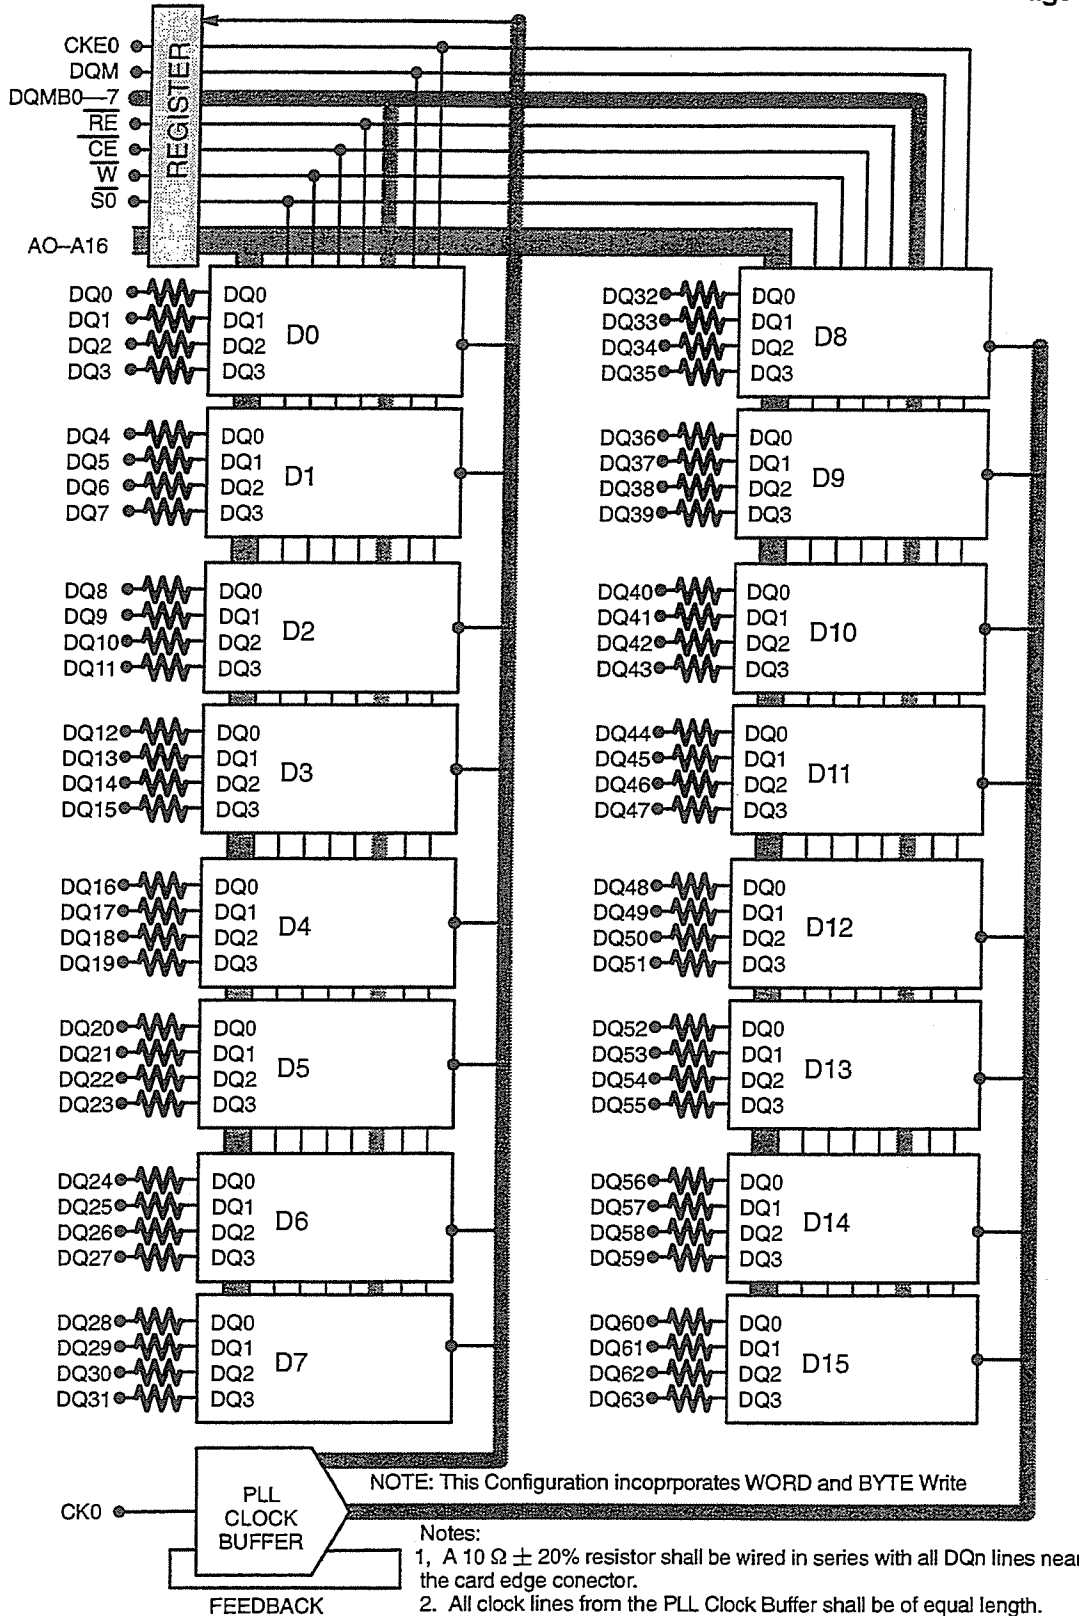 CKE0
DQM
DQMB0—7
RE
CE
W
S0
AO–A16
REGISTER
DQ0 DQ0
DQ1 DQ1
DQ2 DQ2
DQ3 DQ3
D0
DQ32 DQ0
DQ33 DQ1
DQ34 DQ2
DQ35 DQ3
D8
DQ4 DQ0
DQ5 DQ1
DQ6 DQ2
DQ7 DQ3
D1
DQ36 DQ0
DQ37 DQ1
DQ38 DQ2
DQ39 DQ3
D9
DQ8 DQ0
DQ9 DQ1
DQ10 DQ2
DQ11 DQ3
D2
DQ40 DQ0
DQ41 DQ1
DQ42 DQ2
DQ43 DQ3
D10
DQ12 DQ0
DQ13 DQ1
DQ14 DQ2
DQ15 DQ3
D3
DQ44 DQ0
DQ45 DQ1
DQ46 DQ2
DQ47 DQ3
D11
DQ16 DQ0
DQ17 DQ1
DQ18 DQ2
DQ19 DQ3
D4
DQ48 DQ0
DQ49 DQ1
DQ50 DQ2
DQ51 DQ3
D12
DQ20 DQ0
DQ21 DQ1
DQ22 DQ2
DQ23 DQ3
D5
DQ52 DQ0
DQ53 DQ1
DQ54 DQ2
DQ55 DQ3
D13
DQ24 DQ0
DQ25 DQ1
DQ26 DQ2
DQ27 DQ3
D6
DQ56 DQ0
DQ57 DQ1
DQ58 DQ2
DQ59 DQ3
D14
DQ28 DQ0
DQ29 DQ1
DQ30 DQ2
DQ31 DQ3
D7
DQ60 DQ0
DQ61 DQ1
DQ62 DQ2
DQ63 DQ3
D15
CK0
PLL
CLOCK
BUFFER
FEEDBACK
NOTE: This Configuration incoprporates WORD and BYTE Write
Notes:
1, A 10 Ω ± 20% resistor shall be wired in series with all DQn lines near
the card edge conector.
2. All clock lines from the PLL Clock Buffer shall be of equal length.